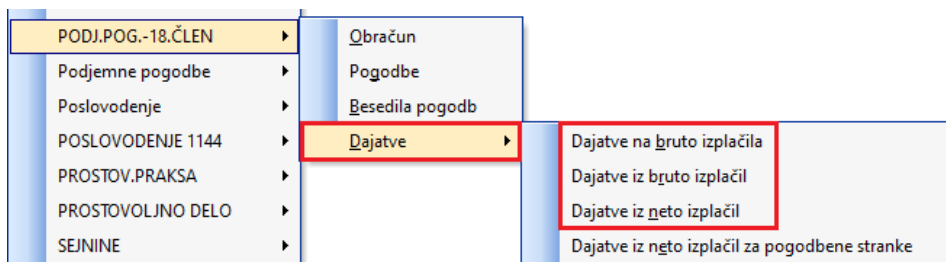 PODJ.POG.-18.ČLEN
Podjemne pogodbe
Poslovodenje
POSLOVODENJE 1144
PROSTOV.PRAKSA
PROSTOVOLJNO DELO
SEJNINE
Obračun
Pogodbe
Besedila pogodb
Dajatve
Dajatve na bruto izplačila
Dajatve iz bruto izplačil
Dajatve iz neto izplačil
Dajatve iz neto izplačil za pogodbene stranke